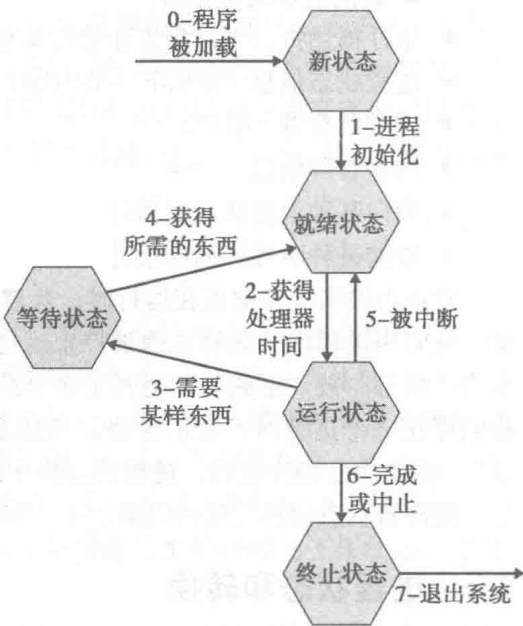 0–程序
被加载
新状态
1–进程
初始化
4–获得
所需的东西
就绪状态
2–获得
处理器
时间
5–被中断
等待状态
3–需要
某样东西
运行状态
6–完成
或中止
终止状态
7–退出系统